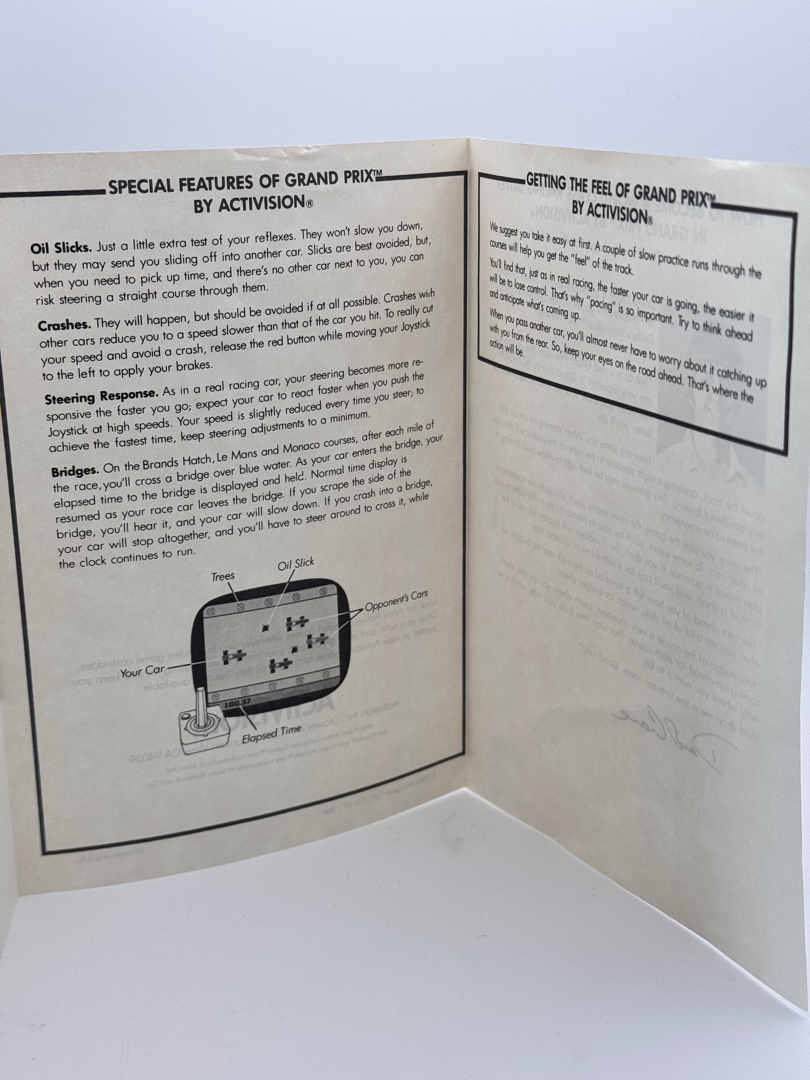 SPECIAL FEATURES OF GRAND PRIX™
BY ACTIVISION®
Oil Slicks. Just a little extra test of your reflexes. They won't slow you down,
but they may send you sliding off into another car. Slicks are best avoided, but,
when you need to pick up time, and there's no other car next to you, you can
risk steering a straight course through them.
Crashes. They will happen, but should be avoided if at all possible. Crashes with
other cars reduce you to a speed slower than that of the car you hit. To really cut
your speed and avoid a crash, release the red button while moving your Joystick
to the left to apply your brakes.
Steering Response. As in a real racing car, your steering becomes more re-
sponsive the faster you go; expect your car to react faster when you push the
Joystick at high speeds. Your speed is slightly reduced every time you steer; to
achieve the fastest time, keep steering adjustments to a minimum.
Bridges. On the Brands Hatch, Le Mans and Monaco courses, after each mile of
the race, you'll cross a bridge over blue water. As your car enters the bridge, your
elapsed time to the bridge is displayed and held. Normal time display is
resumed as your race car leaves the bridge. If you scrape the side of the
bridge, you'll hear it, and your car will slow down. If you crash into a bridge,
your car will stop altogether, and you'll have to steer around to cross it, while
the clock continues to run.
Trees
Oil Slick
Opponent's Cars
Your Car
Elapsed Time
GETTING THE FEEL OF GRAND PRIX™
BY ACTIVISION®
We suggest you take it easy at first. A couple of slow practice runs through the
courses will help you get the "feel" of the track.
You'll find that, just as in real racing, the faster your car is going, the easier it
will be to lose control. That's why "pacing" is so important. Try to think ahead
and anticipate what's coming up.
When you pass another car, you'll almost never have to worry about it catching up
with you from the rear. So, keep your eyes on the road ahead. That's where the
action will be.